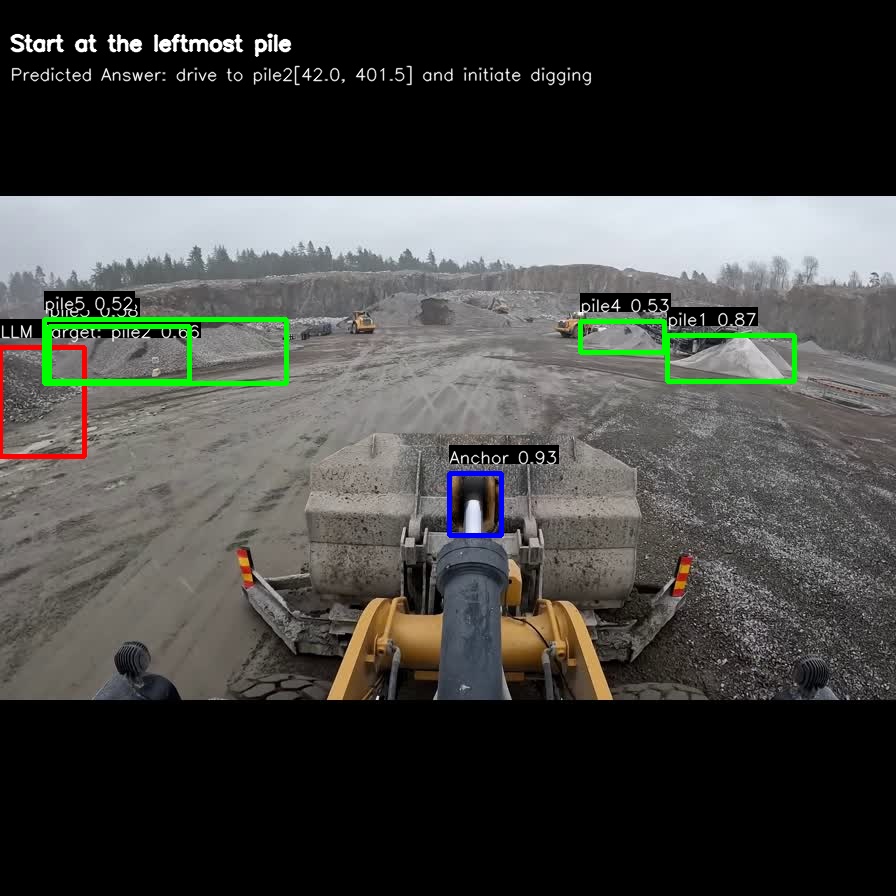 Start at the leftmost pile
Predicted Answer: drive to pile2[42.0, 401.5] and initiate digging
pile5 0.52
LLM Target: pile2 0.66
pile4 0.53
pile1 0.87
Anchor 0.93